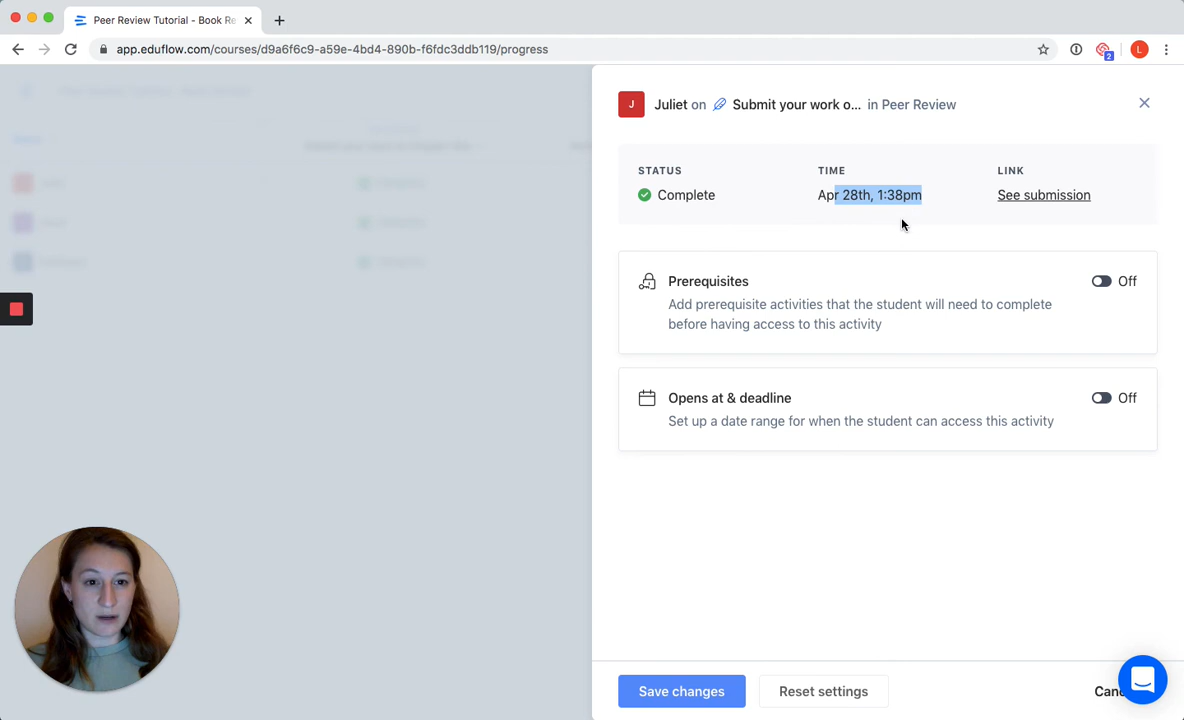 Peer Review Tutorial - Book Re
app.eduflow.com/courses/d9a6f6c9-a59e-4bd4-890b-f6fdc3ddb119/progress
2
L
J
Juliet on Submit your work o... in Peer Review
STATUS
TIME
LINK
Complete
Apr 28th, 1:38pm
See submission
Prerequisites
Off
Add prerequisite activities that the student will need to complete
before having access to this activity
Opens at & deadline
Off
Set up a date range for when the student can access this activity
Save changes
Reset settings
Canc